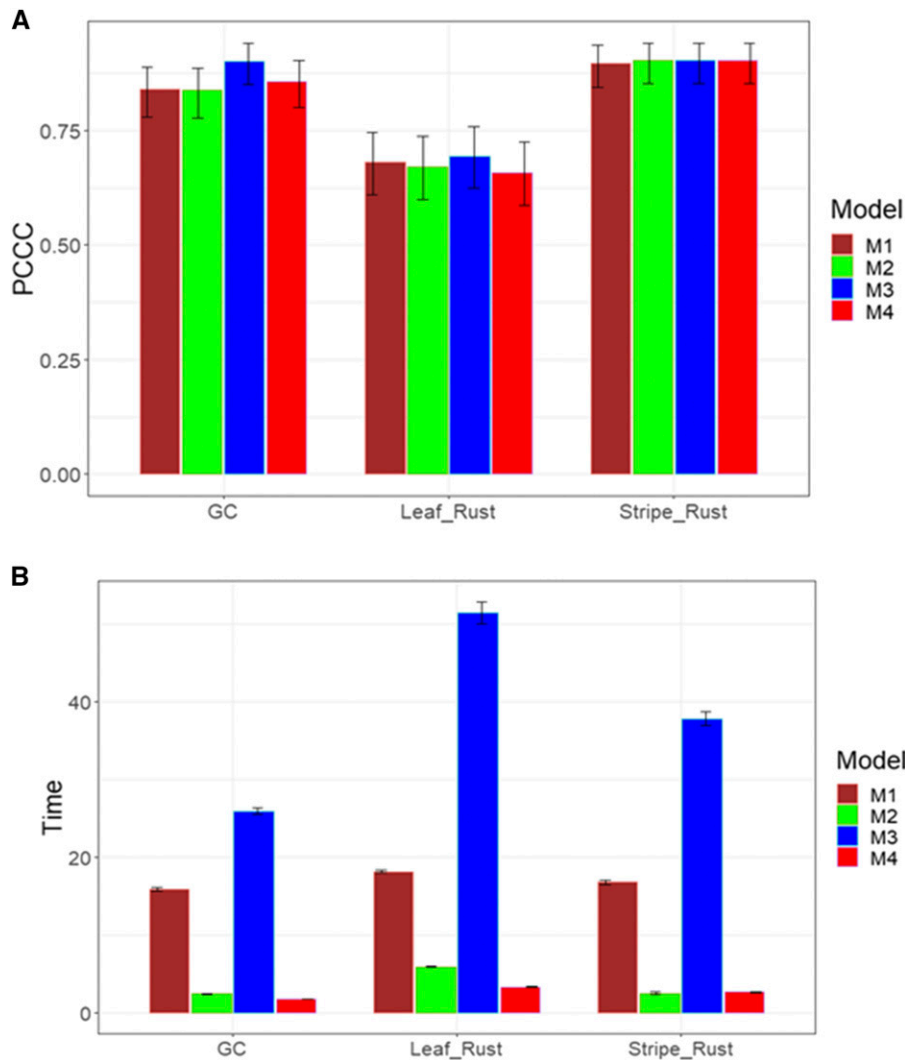 A
PCCC
0.75
0.50
0.25
0.00
GC
Leaf_Rust
Stripe_Rust
Model
M1
M2
M3
M4
B
Time
40
20
0
GC
Leaf_Rust
Stripe_Rust
Model
M1
M2
M3
M4